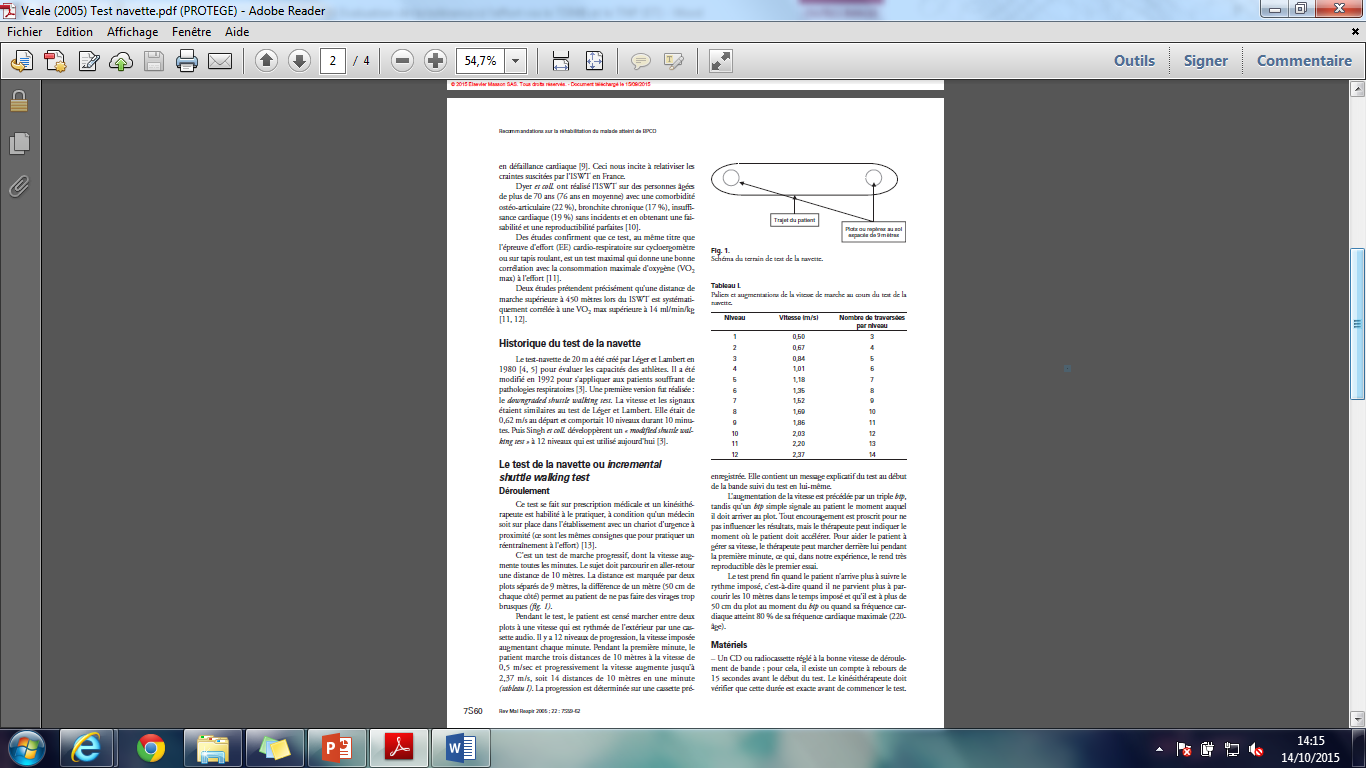 Veale (2005) Test navette.pdf (PROTEGE) - Adobe Reader
Fichier Edition Affichage Fenêtre Aide
2 / 4
54,7%
Outils Signer Commentaire
© 2015 Elsevier Masson SAS. Tous droits réservés. - Document téléchargé le 15/09/2015
Recommandations sur la réhabilitation du malade atteint de BPCO
en défaillance cardiaque [9]. Ceci nous incite à relativiser les
craintes suscitées par l'ISWT en France.
Dyer et coll. ont réalisé l'ISWT sur des personnes âgées
de plus de 70 ans (76 ans en moyenne) avec une comorbidité
ostéo-articulaire (22 %), bronchite chronique (17 %), insuffi-
sance cardiaque (19 %) sans incidents et en obtenant une fai-
sabilité et une reproductibilité parfaites [10].
Des études confirment que ce test, au même titre que
l'épreuve d'effort (EE) cardio-respiratoire sur cycloergomètre
ou sur tapis roulant, est un test maximal qui donne une bonne
corrélation avec la consommation maximale d'oxygène (VO2
max) à l'effort [11].
Deux études prétendent précisément qu'une distance de
marche supérieure à 450 mètres lors du ISWT est systémati-
quement corrélée à une VO2 max supérieure à 14 ml/min/kg
[11, 12].
Historique du test de la navette
Le test-navette de 20 m a été créé par Léger et Lambert en
1980 [4, 5] pour évaluer les capacités des athlètes. Il a été
modifié en 1992 pour s'appliquer aux patients souffrant de
pathologies respiratoires [3]. Une première version fut réalisée :
le downgraded shuttle walking test. La vitesse et les signaux
étaient similaires au test de Léger et Lambert. Elle était de
0,62 m/s au départ et comportait 10 niveaux durant 10 minu-
tes. Puis Singh et coll. développèrent un « modified shuttle wal-
king test » à 12 niveaux qui est utilisé aujourd'hui [3].
Le test de la navette ou incremental
shuttle walking test
Déroulement
Ce test se fait sur prescription médicale et un kinésithé-
rapeute est habilité à le pratiquer, à condition qu'un médecin
soit sur place dans l'établissement avec un chariot d'urgence à
proximité (ce sont les mêmes consignes que pour pratiquer un
réentraînement à l'effort) [13].
C'est un test de marche progressif, dont la vitesse aug-
mente toutes les minutes. Le sujet doit parcourir en aller-retour
une distance de 10 mètres. La distance est marquée par deux
plots séparés de 9 mètres, la différence de un mètre (50 cm de
chaque côté) permet au patient de ne pas faire des virages trop
brusques (fig. 1).
Pendant le test, le patient est censé marcher entre deux
plots à une vitesse qui est rythmée de l'extérieur par une cas-
sette audio. Il y a 12 niveaux de progression, la vitesse imposée
augmentant chaque minute. Pendant la première minute, le
patient marche trois distances de 10 mètres à la vitesse de
0,5 m/sec et progressivement la vitesse augmente jusqu'à
2,37 m/s, soit 14 distances de 10 mètres en une minute
(tableau I). La progression est déterminée sur une cassette pré-
Trajet du patient
Plots ou repères au sol
espacés de 9 mètres
Fig. 1.
Schéma du terrain de test de la navette.
Tableau I.
Paliers et augmentations de la vitesse de marche au cours du test de la
navette.
Niveau Vitesse (m/s) Nombre de traversées
par niveau
1 0,50 3
2 0,67 4
3 0,84 5
4 1,01 6
5 1,18 7
6 1,35 8
7 1,52 9
8 1,69 10
9 1,86 11
10 2,03 12
11 2,20 13
12 2,37 14
enregistrée. Elle contient un message explicatif du test au début
de la bande suivi du test en lui-même.
L'augmentation de la vitesse est précédée par un triple bip,
tandis qu'un bip simple signale au patient le moment auquel
il doit arriver au plot. Tout encouragement est proscrit pour ne
pas influencer les résultats, mais le thérapeute peut indiquer le
moment où le patient doit accélérer. Pour aider le patient à
gérer sa vitesse, le thérapeute peut marcher derrière lui pendant
la première minute, ce qui, dans notre expérience, le rend très
reproductible dès le premier essai.
Le test prend fin quand le patient n'arrive plus à suivre le
rythme imposé, c'est-à-dire quand il ne parvient plus à par-
courir les 10 mètres dans le temps imposé et qu'il est à plus de
50 cm du plot au moment du bip ou quand sa fréquence car-
diaque atteint 80 % de sa fréquence cardiaque maximale (220-
âge).
Matériels
– Un CD ou radiocassette réglé à la bonne vitesse de déroule-
ment de bande : pour cela, il existe un compte à rebours de
15 secondes avant le début du test. Le kinésithérapeute doit
vérifier que cette durée est exacte avant de commencer le test.
7S60 Rev Mal Respir 2005 ; 22 : 7S59-62
14:15
14/10/2015